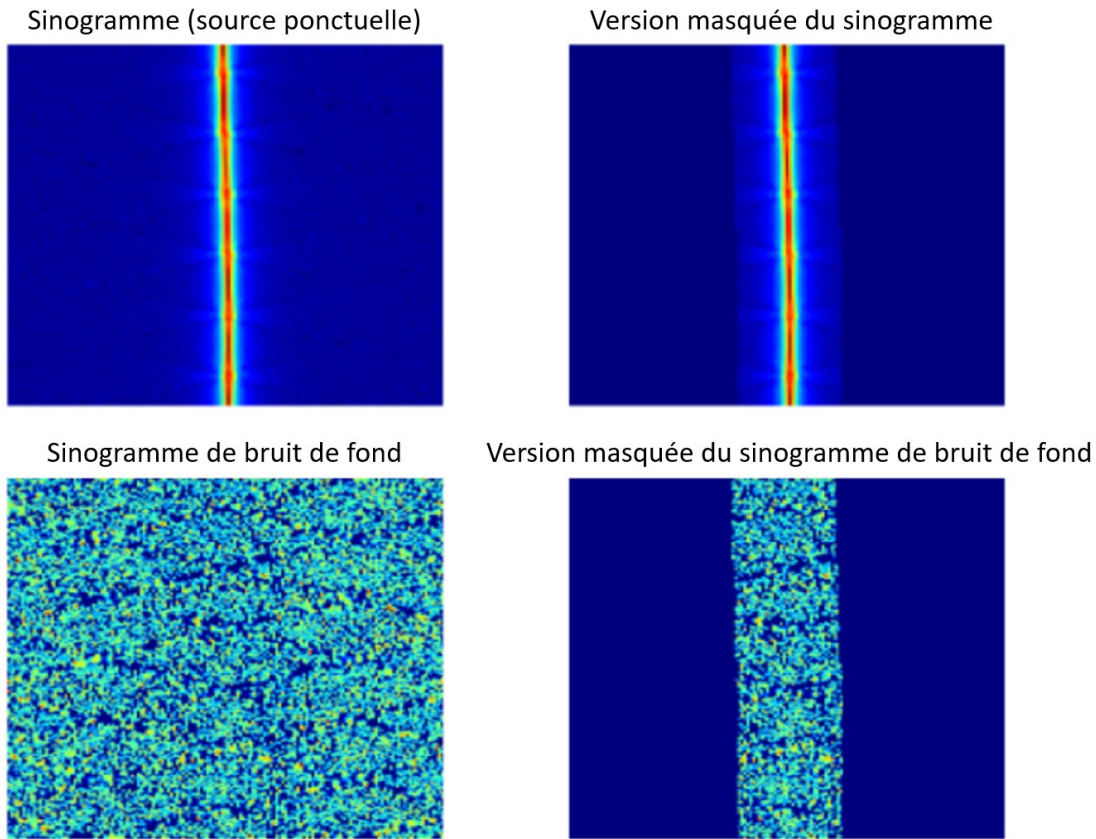 Sinogramme (source ponctuelle)
Version masquée du sinogramme
Sinogramme de bruit de fond
Version masquée du sinogramme de bruit de fond